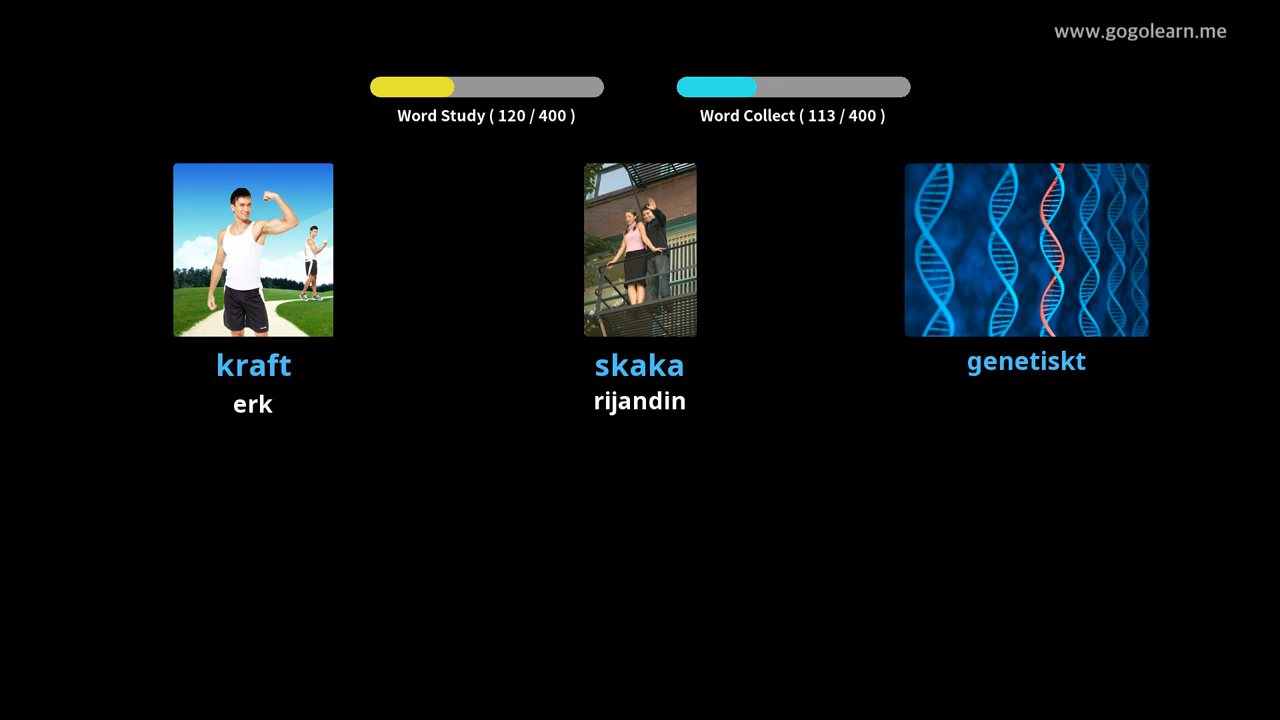 www.gogolearn.me
Word Study ( 120 / 400 )
Word Collect ( 113 / 400 )
kraft
erk
skaka
rijandin
genetiskt